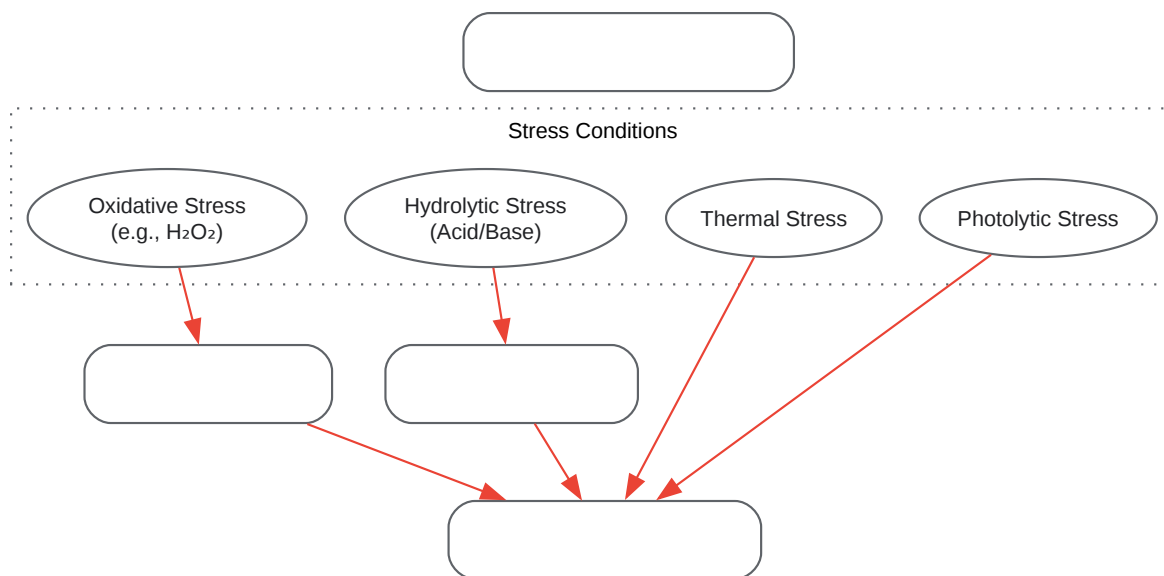 Stress Conditions
Oxidative Stress
(e.g., H₂O₂)
Hydrolytic Stress
(Acid/Base)
Thermal Stress
Photolytic Stress